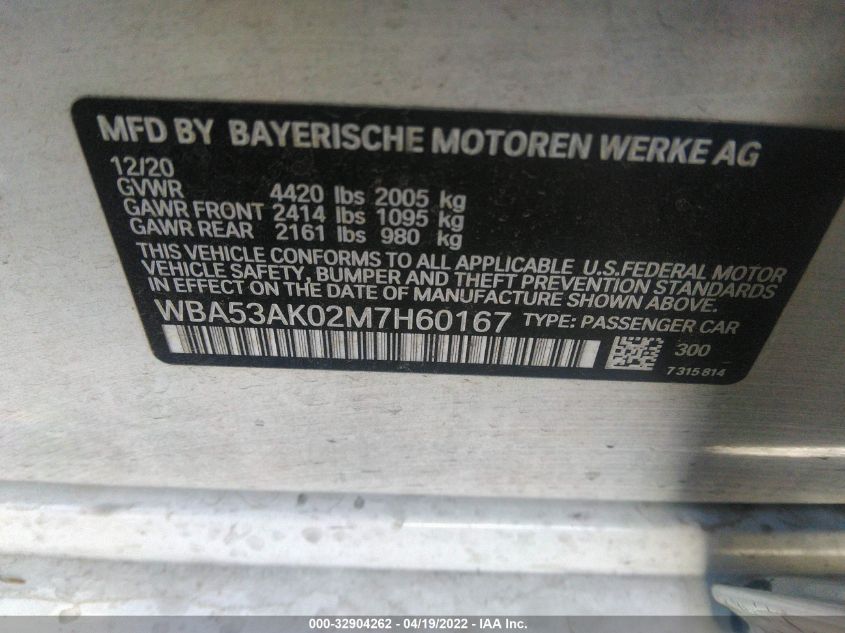 MFD BY BAYERISCHE MOTOREN WERKE AG
12/20
GVWR 4420 lbs 2005 kg
GAWR FRONT 2414 lbs 1095 kg
GAWR REAR 2161 lbs 980 kg
THIS VEHICLE CONFORMS TO ALL APPLICABLE U.S.FEDERAL MOTOR
VEHICLE SAFETY, BUMPER AND THEFT PREVENTION STANDARDS
IN EFFECT ON THE DATE OF MANUFACTURE SHOWN ABOVE.
WBA53AK02M7H60167 TYPE: PASSENGER CAR
300
7 315 814
000-32904262 - 04/19/2022 - IAA Inc.